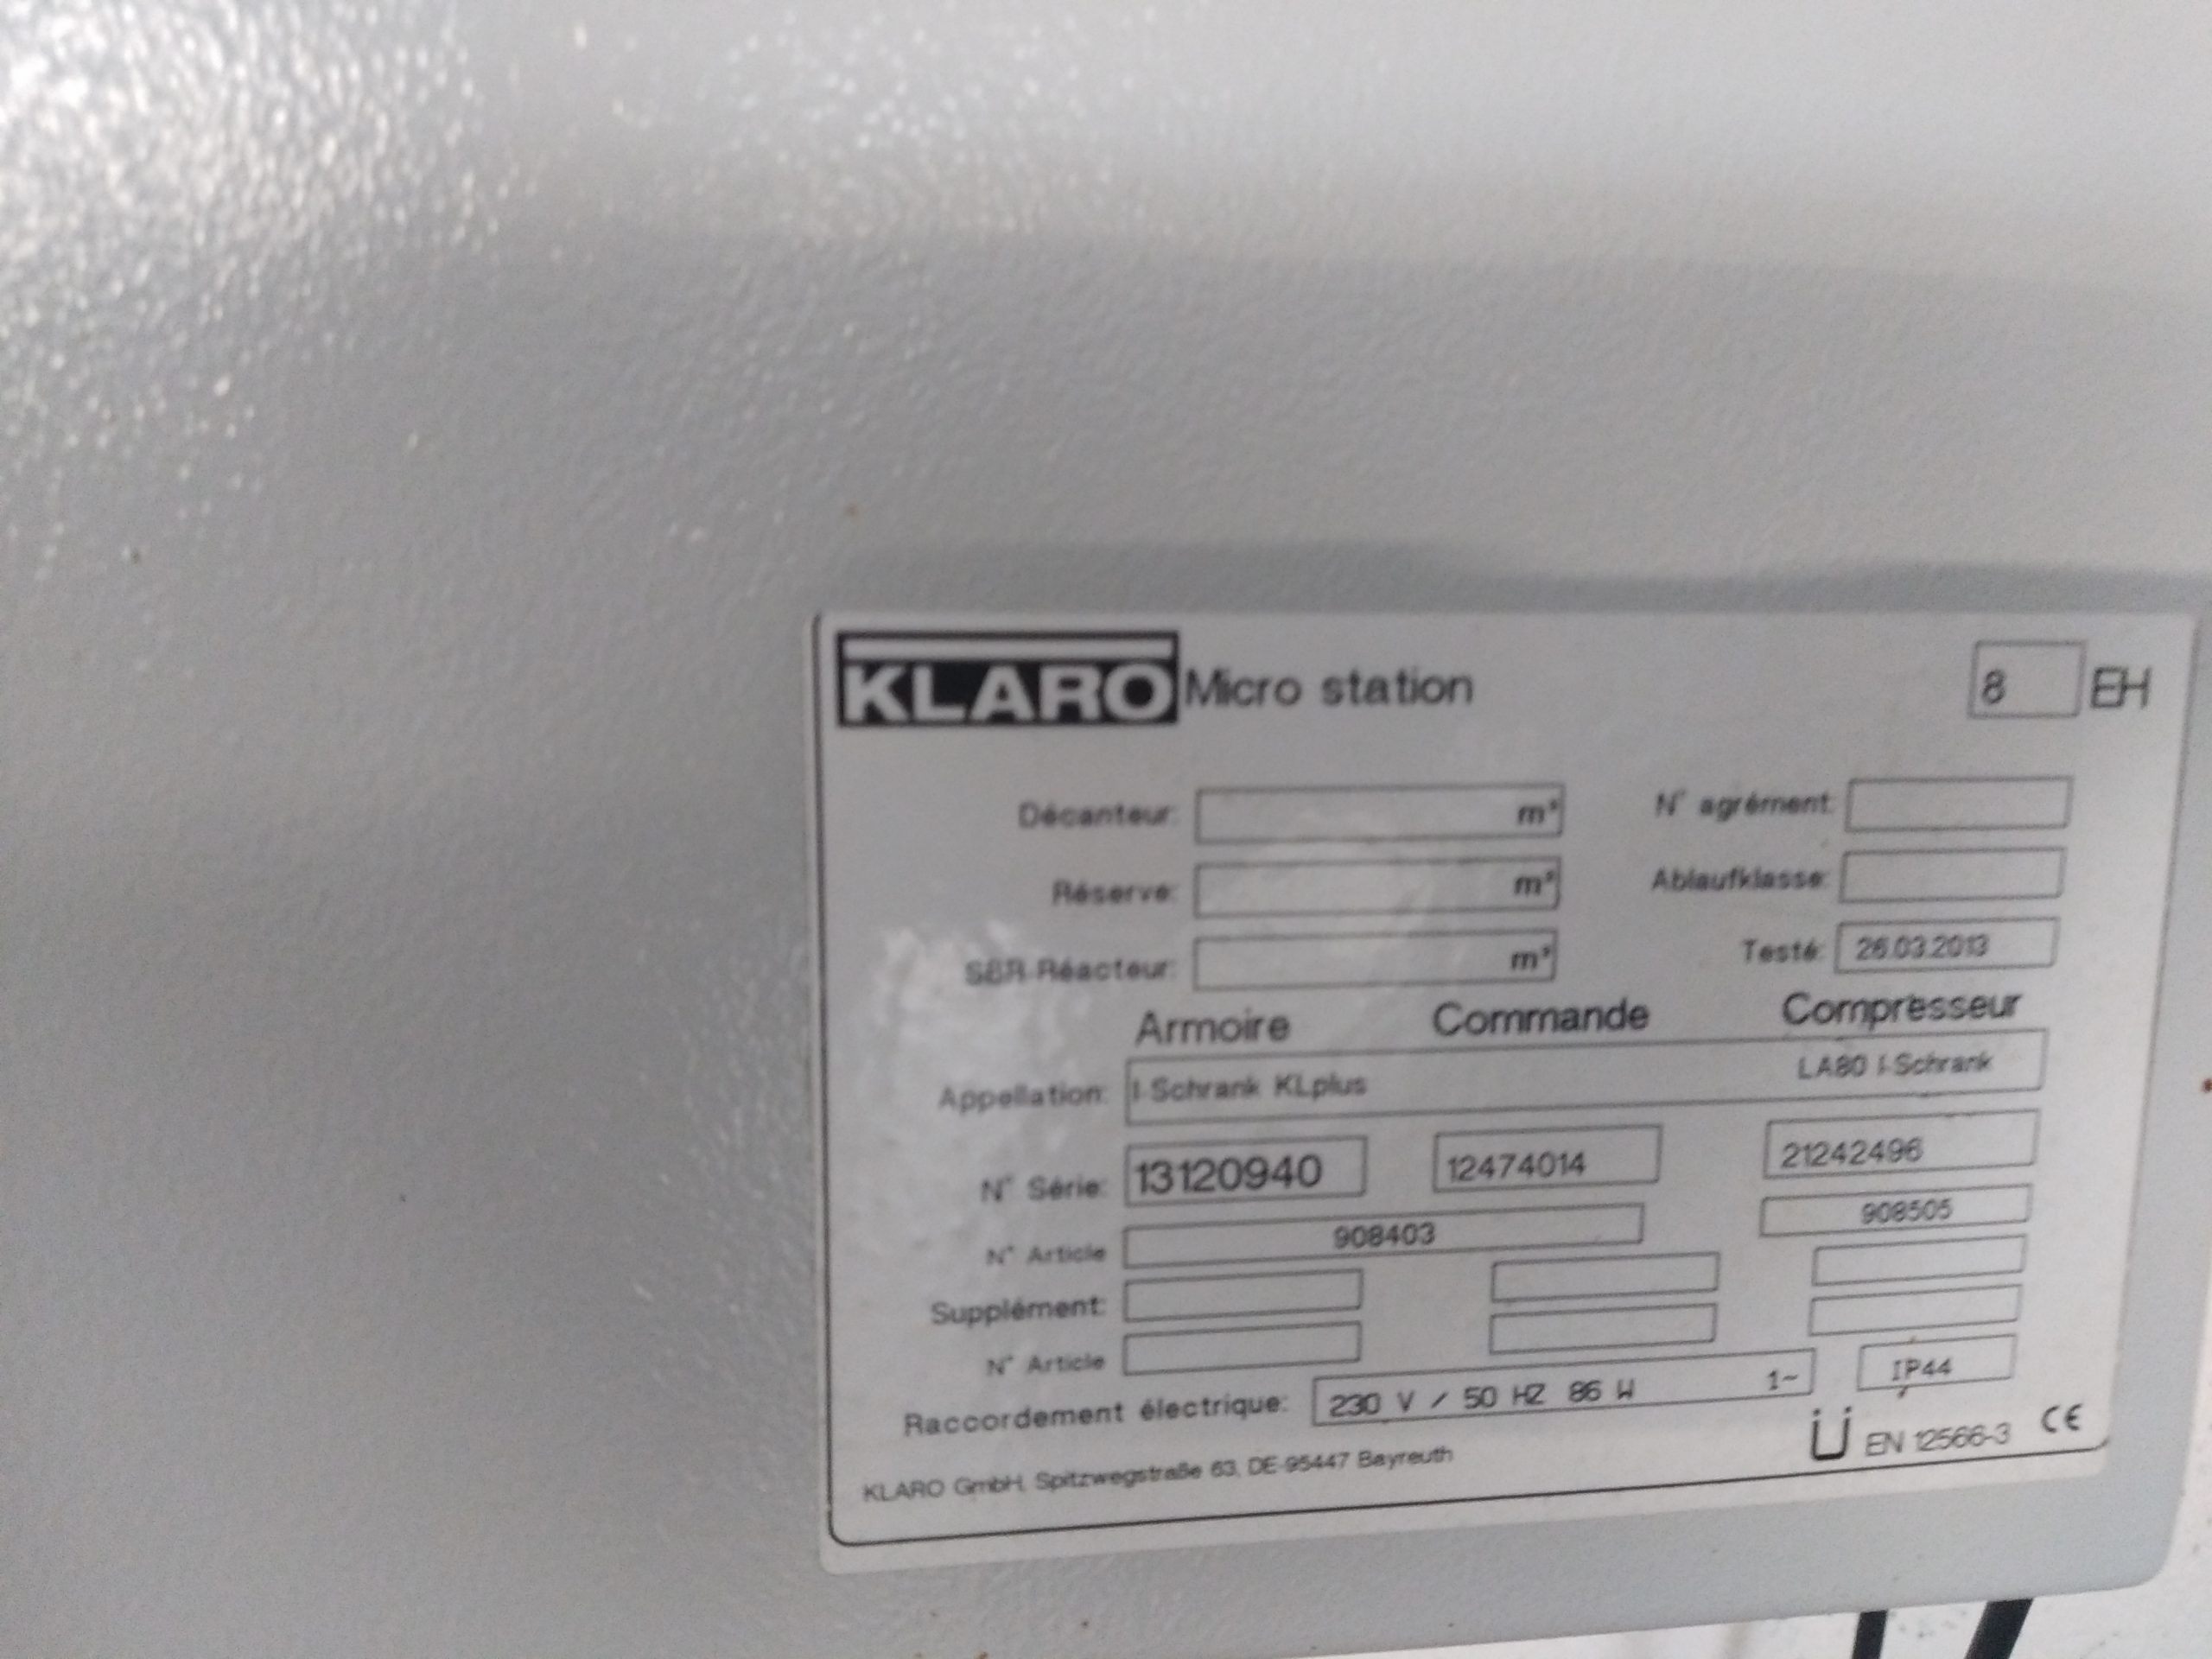 KLARO Micro station 8 EH
Décanteur: m³ N° agrément:
Réserve: m³ Ablaufklasse:
SBR-Réacteur: m³ Testé: 26.03.2013
Armoire Commande Compresseur
Appellation: I-Schrank KLplus LA80 I-Schrank
N° Série: 13120940 12474014 21242496
N° Article 908403 908505
Supplément:
N° Article
Raccordement électrique: 230 V / 50 HZ 86 W 1~ IP44
Ü EN 12566-3 CE
KLARO GmbH, Spitzwegstraße 63, DE-95447 Bayreuth